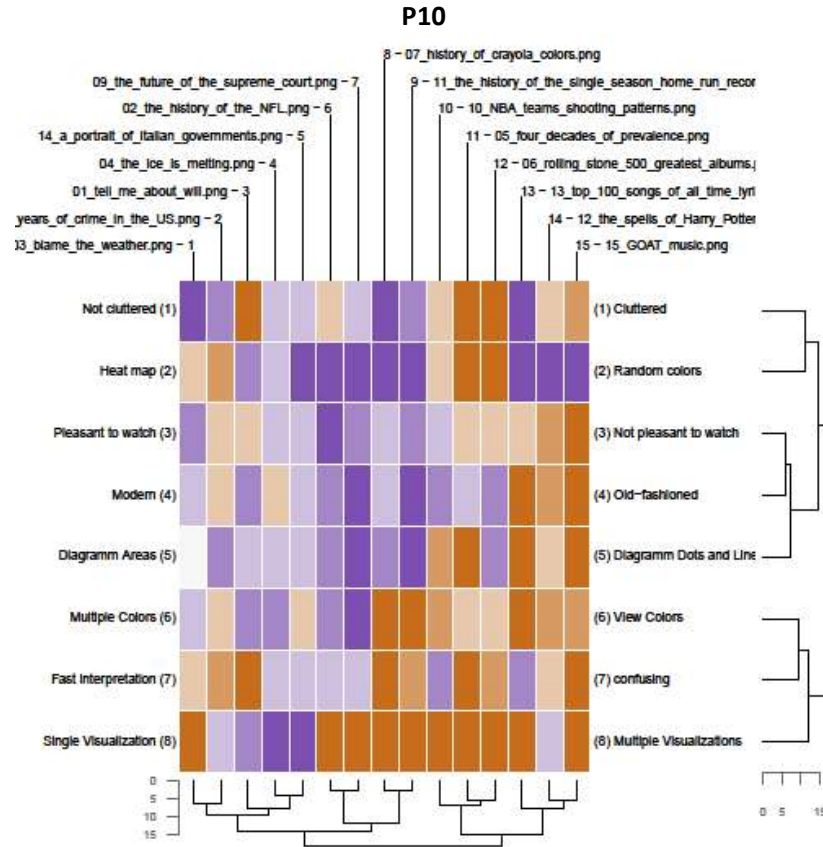 P10
8 – 07_history_of_crayola_colors.png
09_the_future_of_the_supreme_court.png – 7
9 – 11_the_history_of_the_single_season_home_run_recor
02_the_history_of_the_NFL.png – 6
10 – 10_NBA_teams_shooting_patterns.png
14_a_portrait_of_italian_governments.png – 5
11 – 05_four_decades_of_prevalence.png
04_the_ice_is_melting.png – 4
12 – 06_rolling_stone_500_greatest_albums.
01_tell_me_about_will.png – 3
13 – 13_top_100_songs_of_all_time_lyri
years_of_crime_in_the_US.png – 2
14 – 12_the_spells_of_Harry_Potter
03_blame_the_weather.png – 1
15 – 15_GOAT_music.png
Not cluttered (1)
(1) Cluttered
Heat map (2)
(2) Random colors
Pleasant to watch (3)
(3) Not pleasant to watch
Modern (4)
(4) Old–fashioned
Diagramm Areas (5)
(5) Diagramm Dots and Line
Multiple Colors (6)
(6) View Colors
Fast Interpretation (7)
(7) confusing
Single Visualization (8)
(8) Multiple Visualizations
0
5
10
15
0 5 15